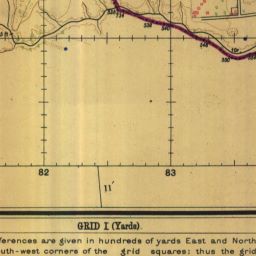 82
83
11'
GRID I (Yards).
ferences are given in hundreds of yards East and North
outh-west corners of the grid squares; thus the grid